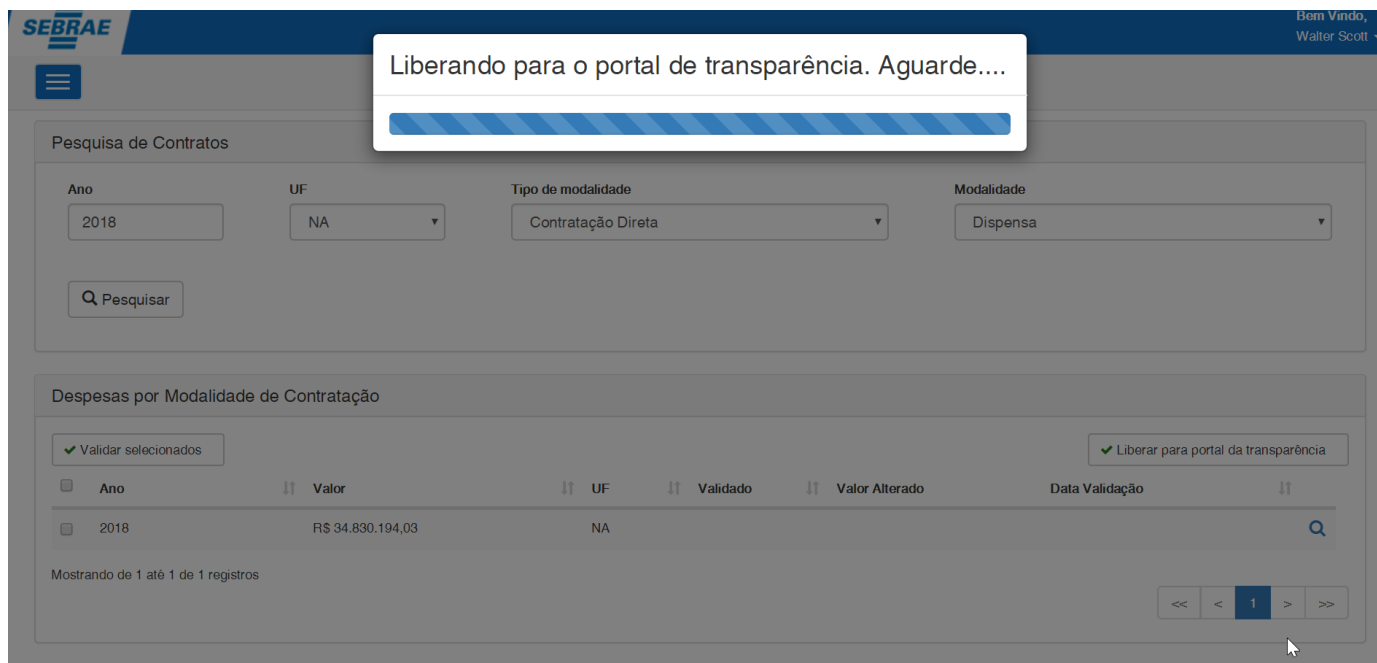 SEBRAE
Bem Vindo,
Walter Scott
Liberando para o portal de transparência. Aguarde....
Pesquisa de Contratos
Ano UF Tipo de modalidade Modalidade
2018 NA Contratação Direta Dispensa
Pesquisar
Despesas por Modalidade de Contratação
Validar selecionados Liberar para portal da transparência
Ano Valor UF Validado Valor Alterado Data Validação
2018 R$ 34.830.194,03 NA
Mostrando de 1 até 1 de 1 registros
<< < 1 > >>